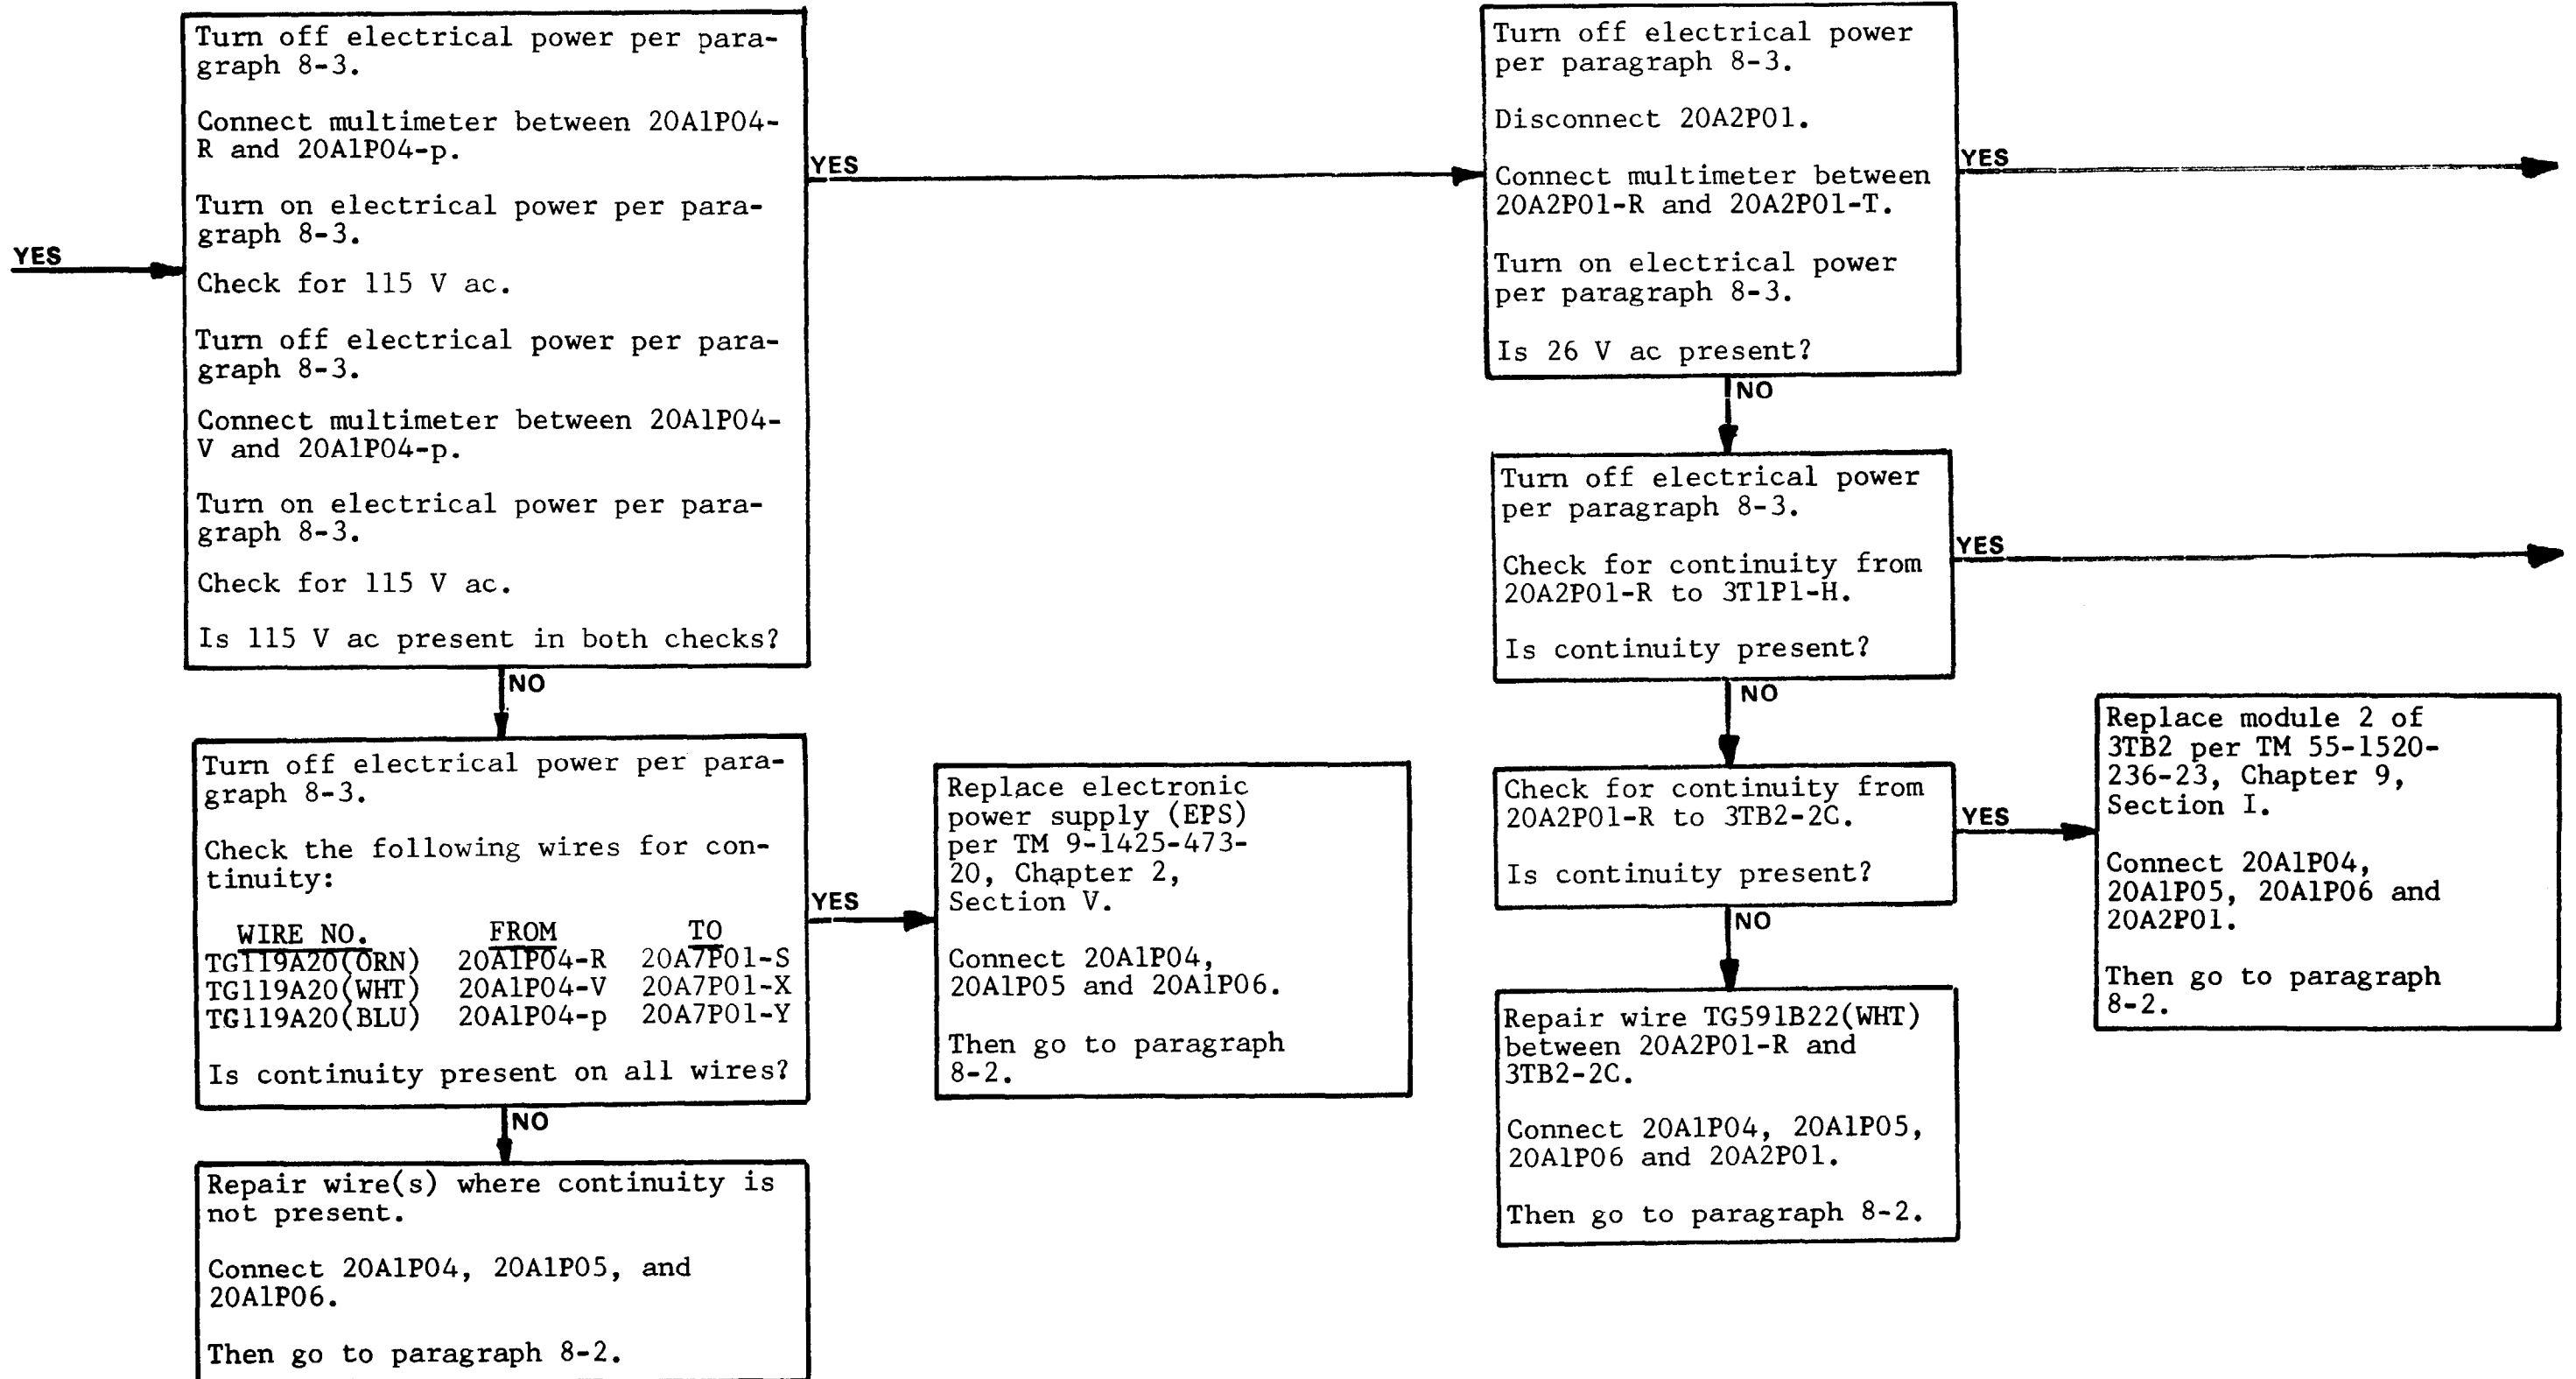 YES
Turn off electrical power per para-
graph 8-3.
Connect multimeter between 20A1P04-
R and 20A1P04-p.
Turn on electrical power per para-
graph 8-3.
Check for 115 V ac.
Turn off electrical power per para-
graph 8-3.
Connect multimeter between 20A1P04-
V and 20A1P04-p.
Turn on electrical power per para-
graph 8-3.
Check for 115 V ac.
Is 115 V ac present in both checks?
YES
NO
Turn off electrical power per para-
graph 8-3.
Check the following wires for con-
tinuity:
WIRE NO. FROM TO
TG119A20(ORN) 20A1P04-R 20A7P01-S
TG119A20(WHT) 20A1P04-V 20A7P01-X
TG119A20(BLU) 20A1P04-p 20A7P01-Y
Is continuity present on all wires?
YES
Replace electronic
power supply (EPS)
per TM 9-1425-473-
20, Chapter 2,
Section V.
Connect 20A1P04,
20A1P05 and 20A1P06.
Then go to paragraph
8-2.
NO
Repair wire(s) where continuity is
not present.
Connect 20A1P04, 20A1P05, and
20A1P06.
Then go to paragraph 8-2.
Turn off electrical power
per paragraph 8-3.
Disconnect 20A2P01.
Connect multimeter between
20A2P01-R and 20A2P01-T.
Turn on electrical power
per paragraph 8-3.
Is 26 V ac present?
YES
NO
Turn off electrical power
per paragraph 8-3.
Check for continuity from
20A2P01-R to 3T1P1-H.
Is continuity present?
YES
NO
Check for continuity from
20A2P01-R to 3TB2-2C.
Is continuity present?
YES
Replace module 2 of
3TB2 per TM 55-1520-
236-23, Chapter 9,
Section I.
Connect 20A1P04,
20A1P05, 20A1P06 and
20A2P01.
Then go to paragraph
8-2.
NO
Repair wire TG591B22(WHT)
between 20A2P01-R and
3TB2-2C.
Connect 20A1P04, 20A1P05,
20A1P06 and 20A2P01.
Then go to paragraph 8-2.